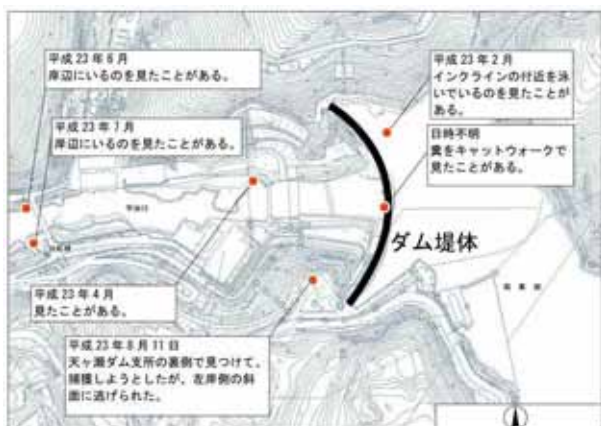 平成 23 年 6 月
岸辺にいるのを見たことがある。
平成 23 年 7 月
岸辺にいるのを見たことがある。
平成 23 年 4 月
見たことがある。
平成 23 年 8 月 11 日
天ヶ瀬ダム支所の裏側で見つけて、
捕獲しようとしたが、左岸側の斜
面に逃げられた。
平成 23 年 2 月
インクラインの付近を泳
いでいるのを見たことが
ある。
日時不明
糞をキャットウォークで
見たことがある。
ダム堤体